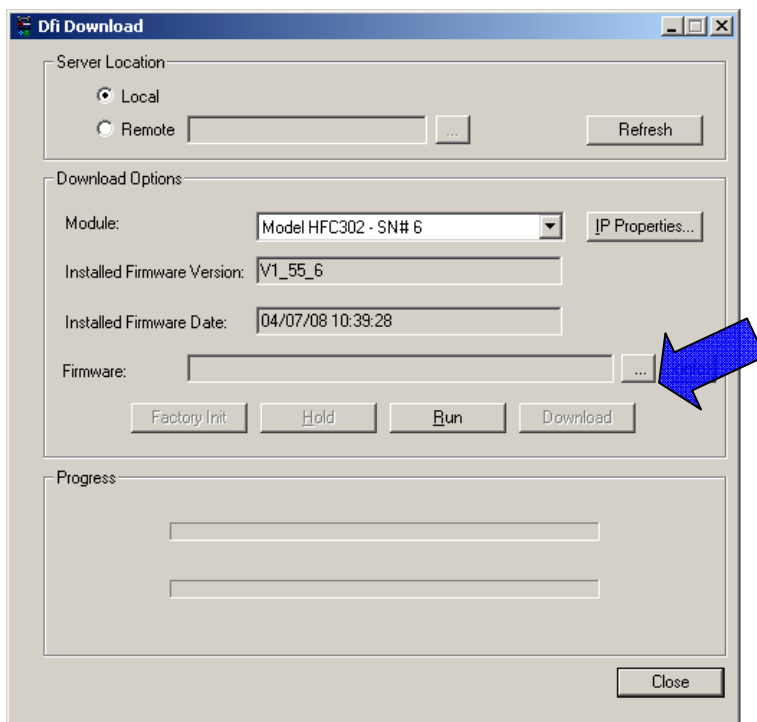 Dfi Download
Server Location
Local
Remote ... Refresh
Download Options
Module: Model HFC302 - SN# 6 IP Properties...
Installed Firmware Version: V1_55_6
Installed Firmware Date: 04/07/08 10:39:28
Firmware: ...
Factory Init Hold Run Download
Progress
Close